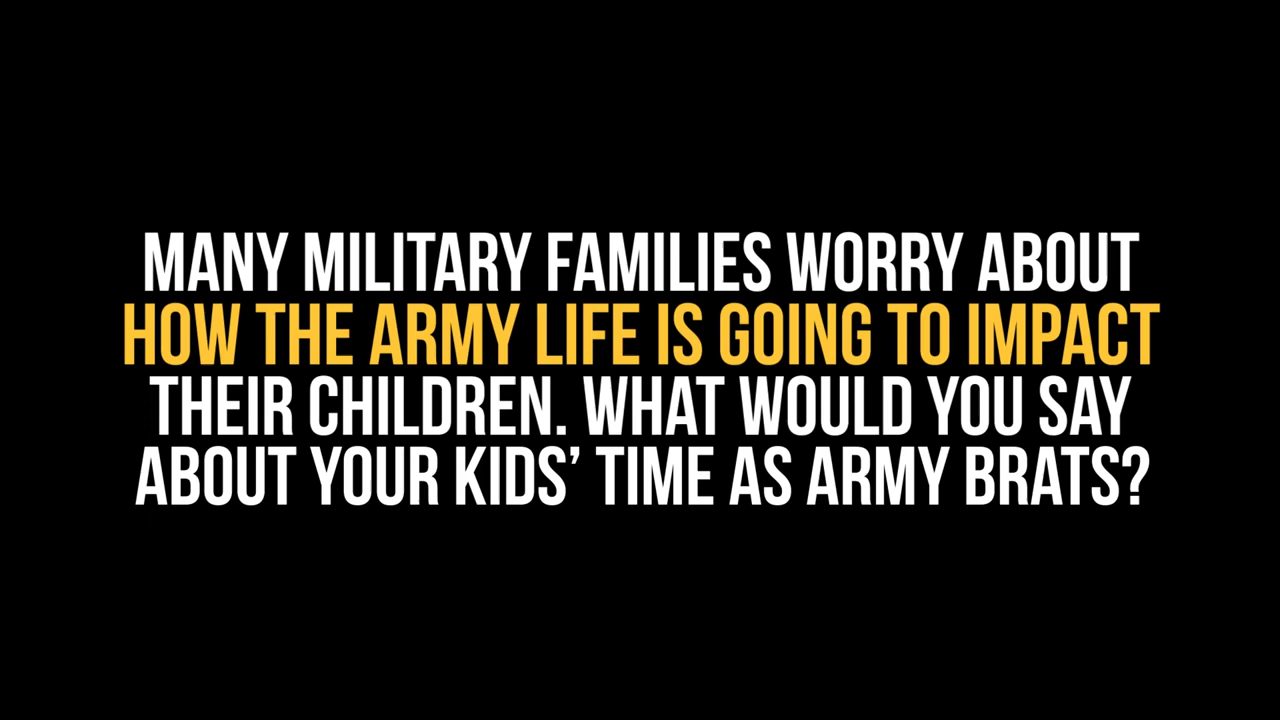 MANY MILITARY FAMILIES WORRY ABOUT
HOW THE ARMY LIFE IS GOING TO IMPACT
THEIR CHILDREN. WHAT WOULD YOU SAY
ABOUT YOUR KIDS’ TIME AS ARMY BRATS?